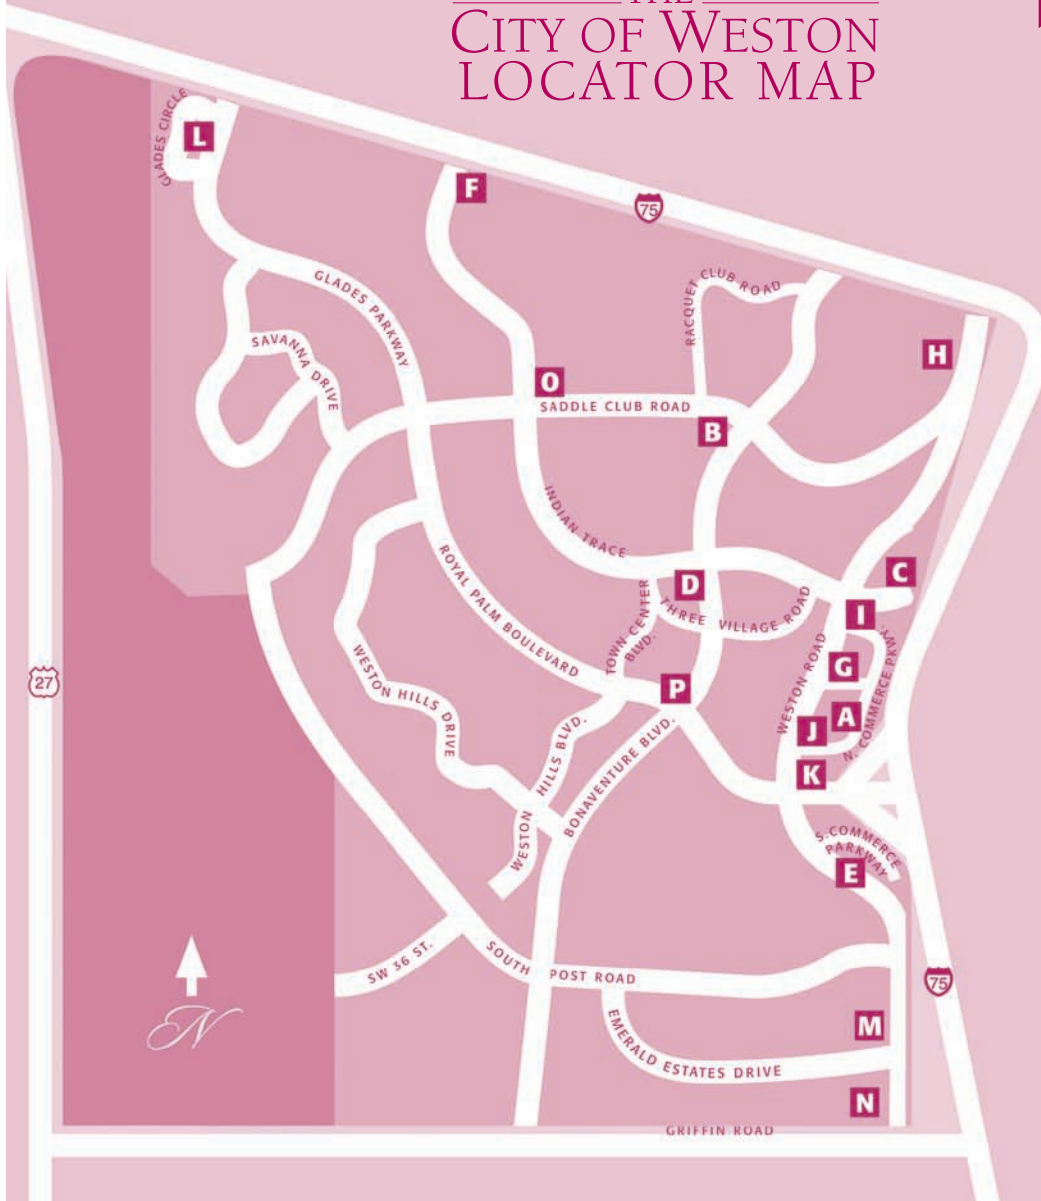 THE
CITY OF WESTON
LOCATOR MAP
GLADES CIRCLE
L
F
75
GLADES PARKWAY
RACQUET CLUB ROAD
SAVANNA DRIVE
H
O
SADDLE CLUB ROAD
B
INDIAN TRACE
C
D
TOWN CENTER
BLVD.
THREE VILLAGE ROAD
I
ROYAL PALM BOULEVARD
WESTON ROAD
G
N. COMMERCE PKWY.
27
WESTON HILLS DRIVE
P
A
J
K
WESTON HILLS BLVD.
BONAVENTURE BLVD.
S. COMMERCE
PARKWAY
E
SW 36 ST.
SOUTH POST ROAD
75
N
EMERALD ESTATES DRIVE
M
N
GRIFFIN ROAD